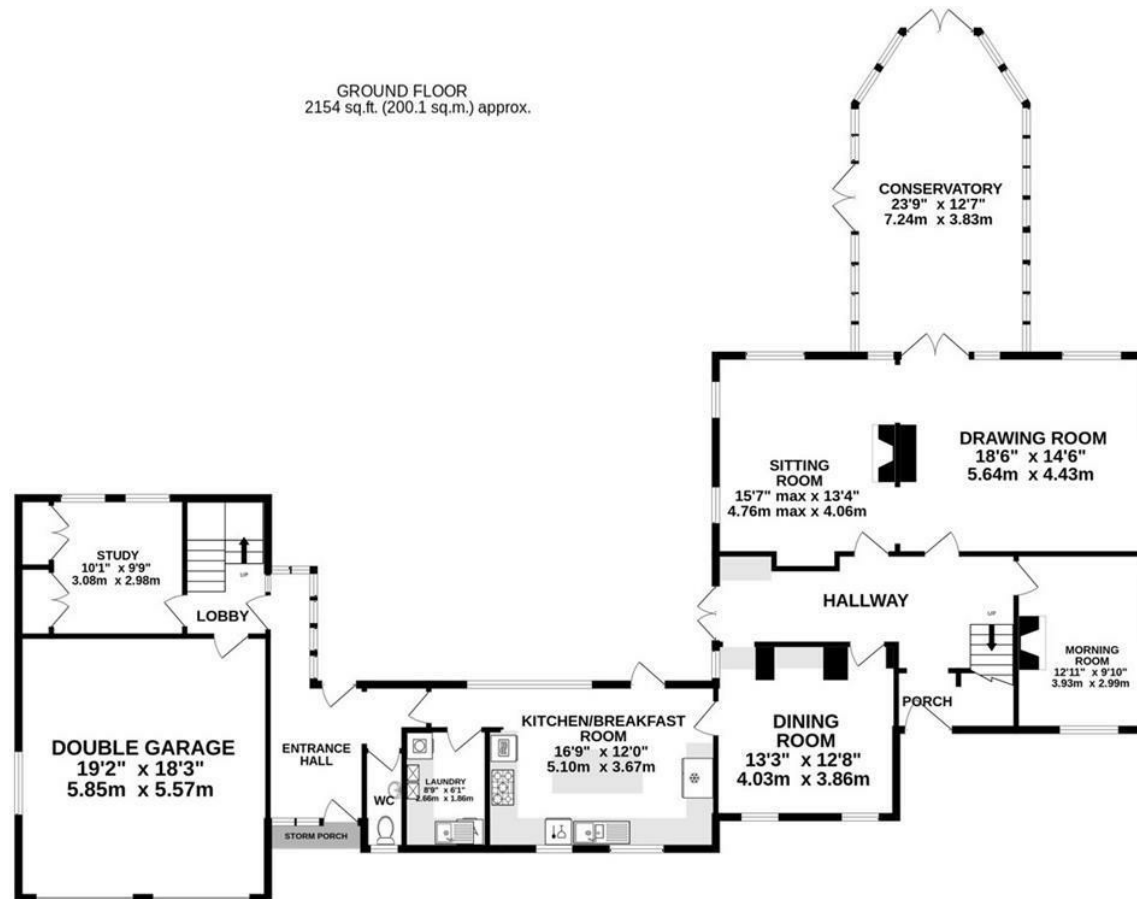 GROUND FLOOR
2154 sq.ft. (200.1 sq.m.) approx.
CONSERVATORY
23'9" x 12'7"
7.24m x 3.83m
DRAWING ROOM
18'6" x 14'6"
5.64m x 4.43m
SITTING
ROOM
15'7" max x 13'4"
4.76m max x 4.06m
STUDY
10'1" x 9'9"
3.08m x 2.98m
UP
LOBBY
HALLWAY
UP
MORNING
ROOM
12'11" x 9'10"
3.93m x 2.99m
PORCH
KITCHEN/BREAKFAST
ROOM
16'9" x 12'0"
5.10m x 3.67m
DINING
ROOM
13'3" x 12'8"
4.03m x 3.86m
DOUBLE GARAGE
19'2" x 18'3"
5.85m x 5.57m
ENTRANCE
HALL
LAUNDRY
8'9" x 6'1"
2.66m x 1.86m
WC
STORM PORCH